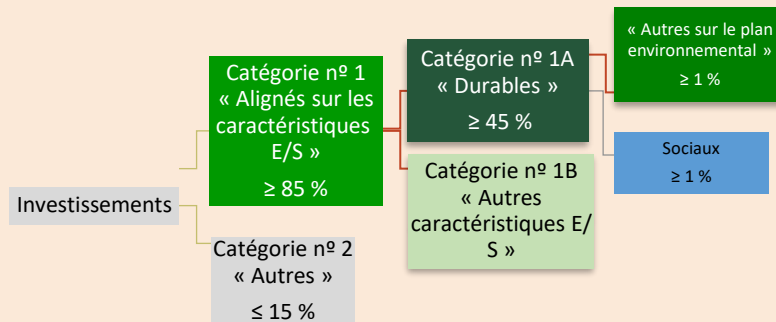 Investissements
Catégorie nº 1
« Alignés sur les
caractéristiques
E/S »
≥ 85 %
Catégorie nº 2
« Autres »
≤ 15 %
Catégorie nº 1A
« Durables »
≥ 45 %
Catégorie nº 1B
« Autres
caractéristiques E/
S »
« Autres sur le plan
environnemental »
≥ 1 %
Sociaux
≥ 1 %